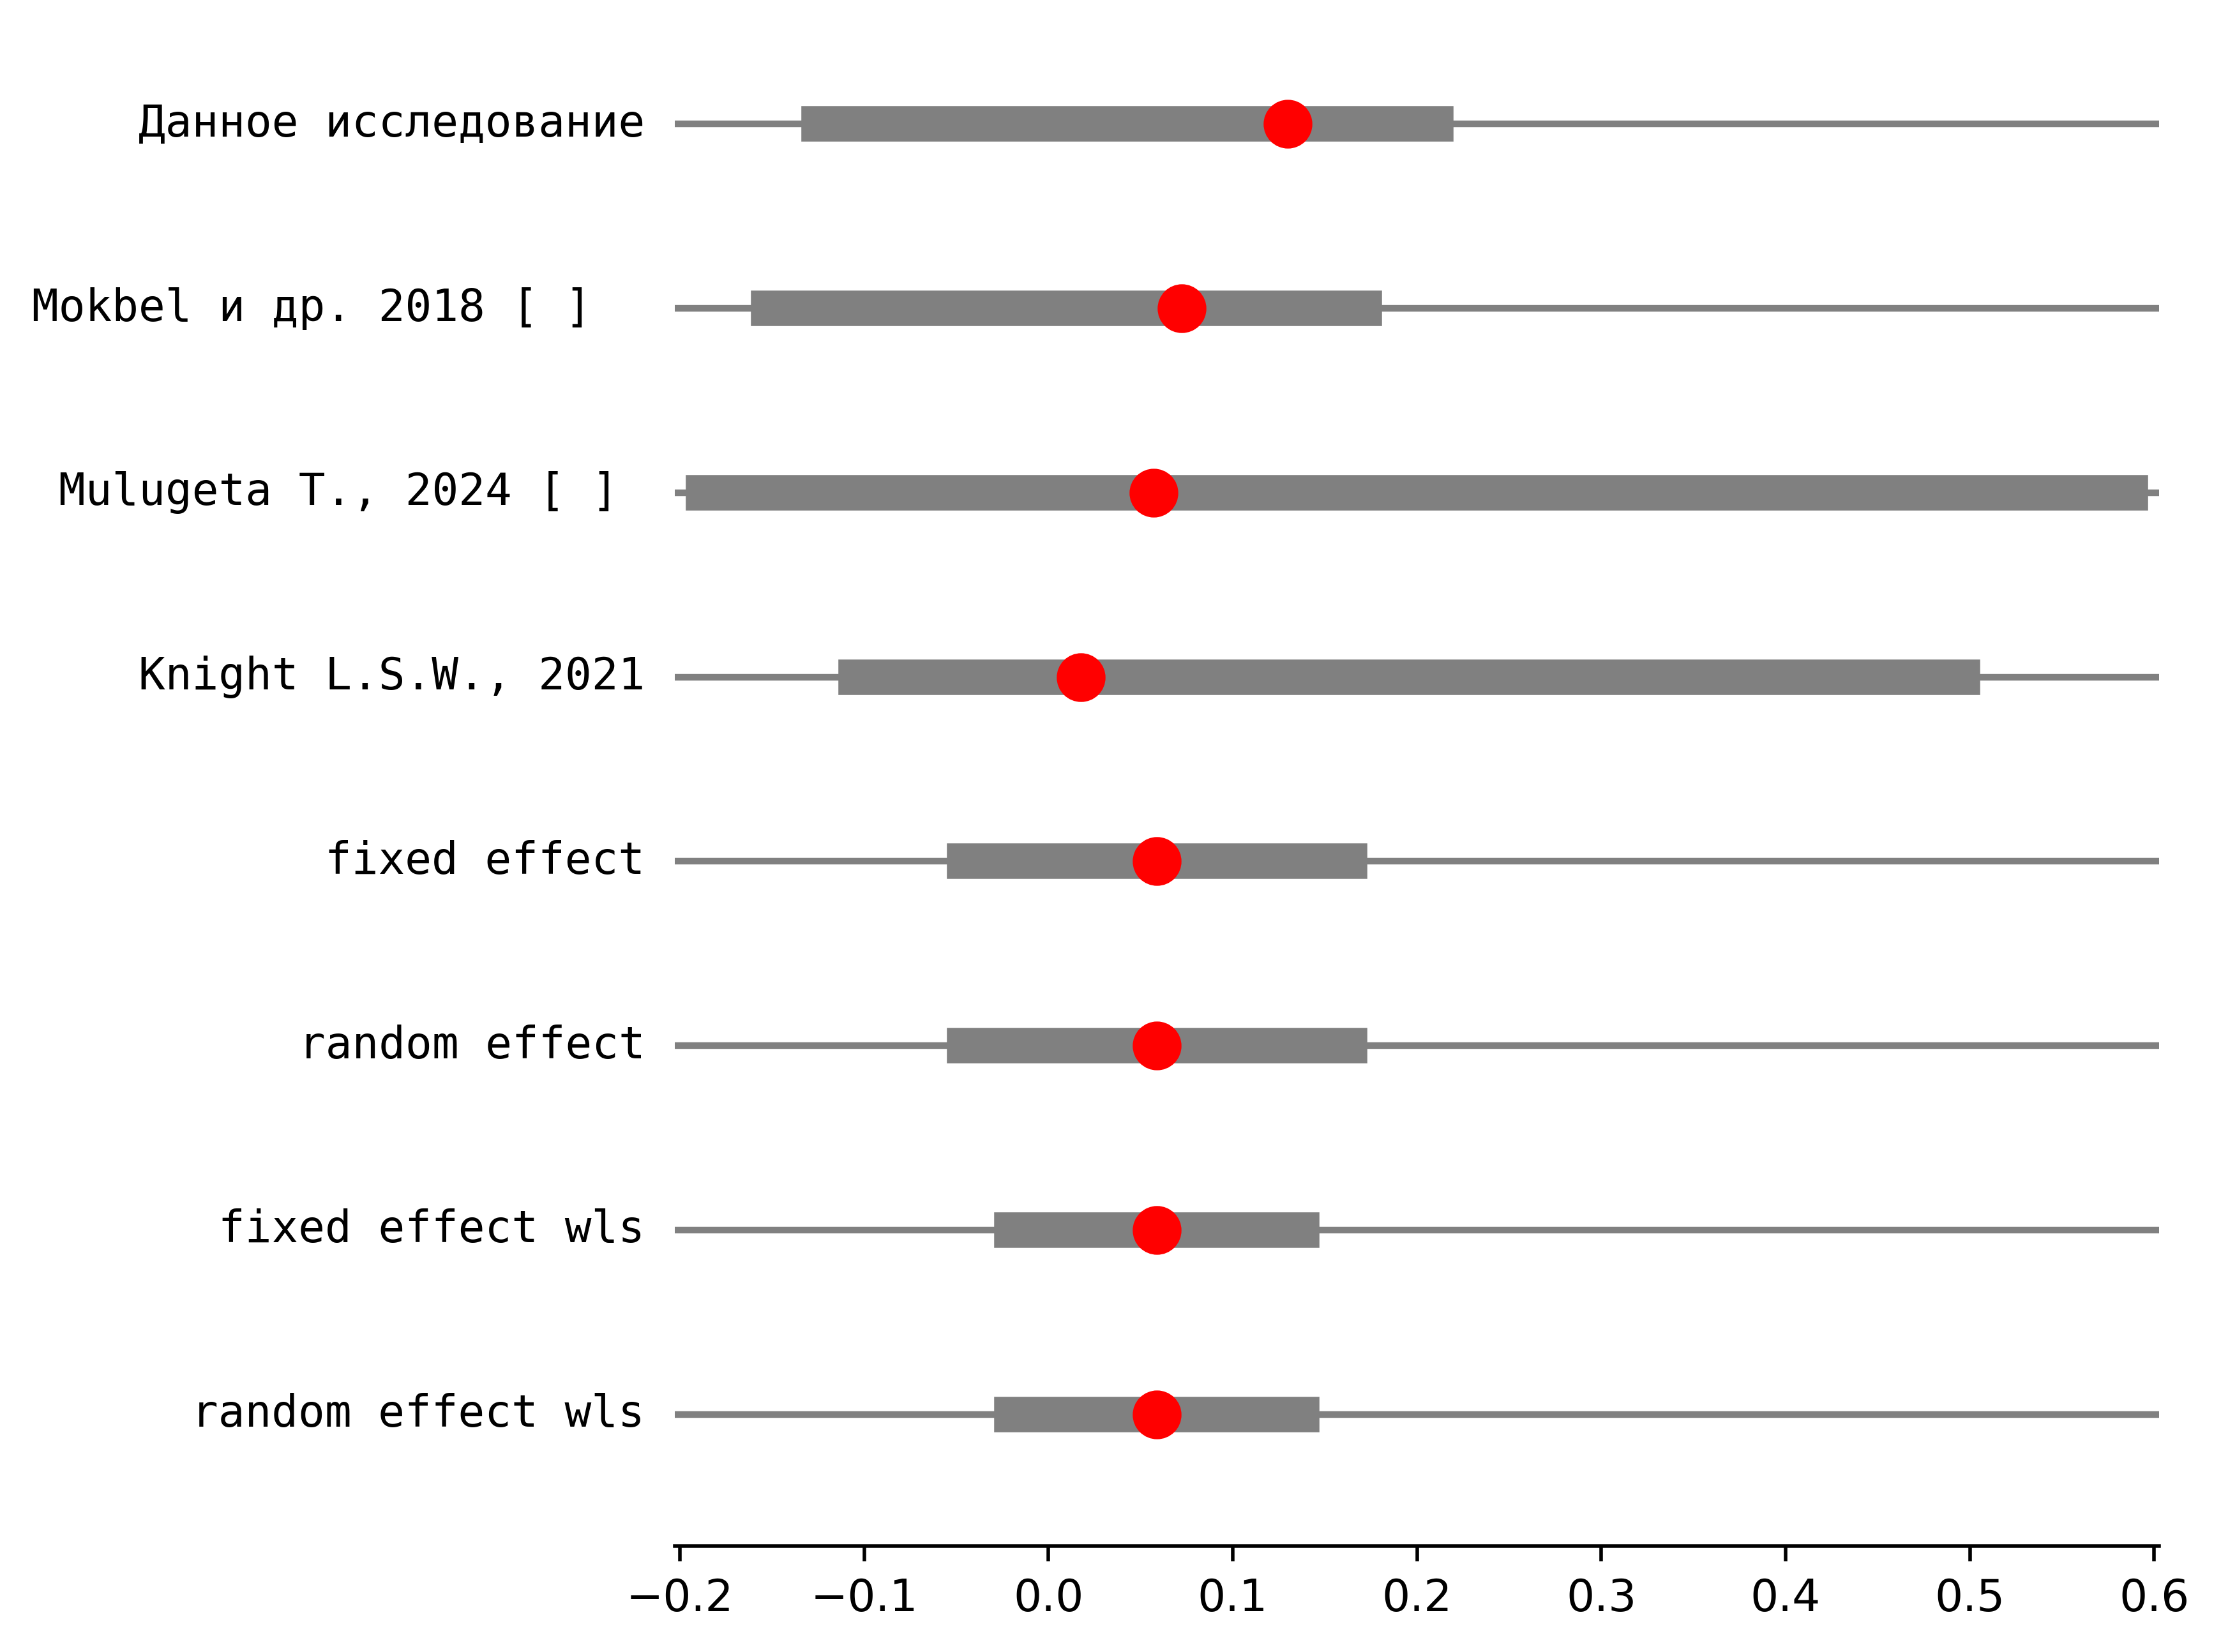 Данное исследование
Mokbel и др. 2018 [ ]
Mulugeta T., 2024 [ ]
Knight L.S.W., 2021
fixed effect
random effect
fixed effect wls
random effect wls
−0.2 −0.1 0.0 0.1 0.2 0.3 0.4 0.5 0.6